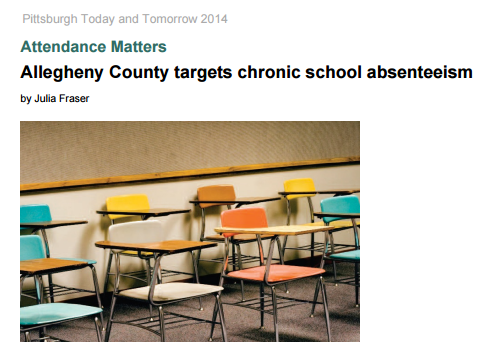 Pittsburgh Today and Tomorrow 2014
Attendance Matters
Allegheny County targets chronic school absenteeism
by Julia Fraser